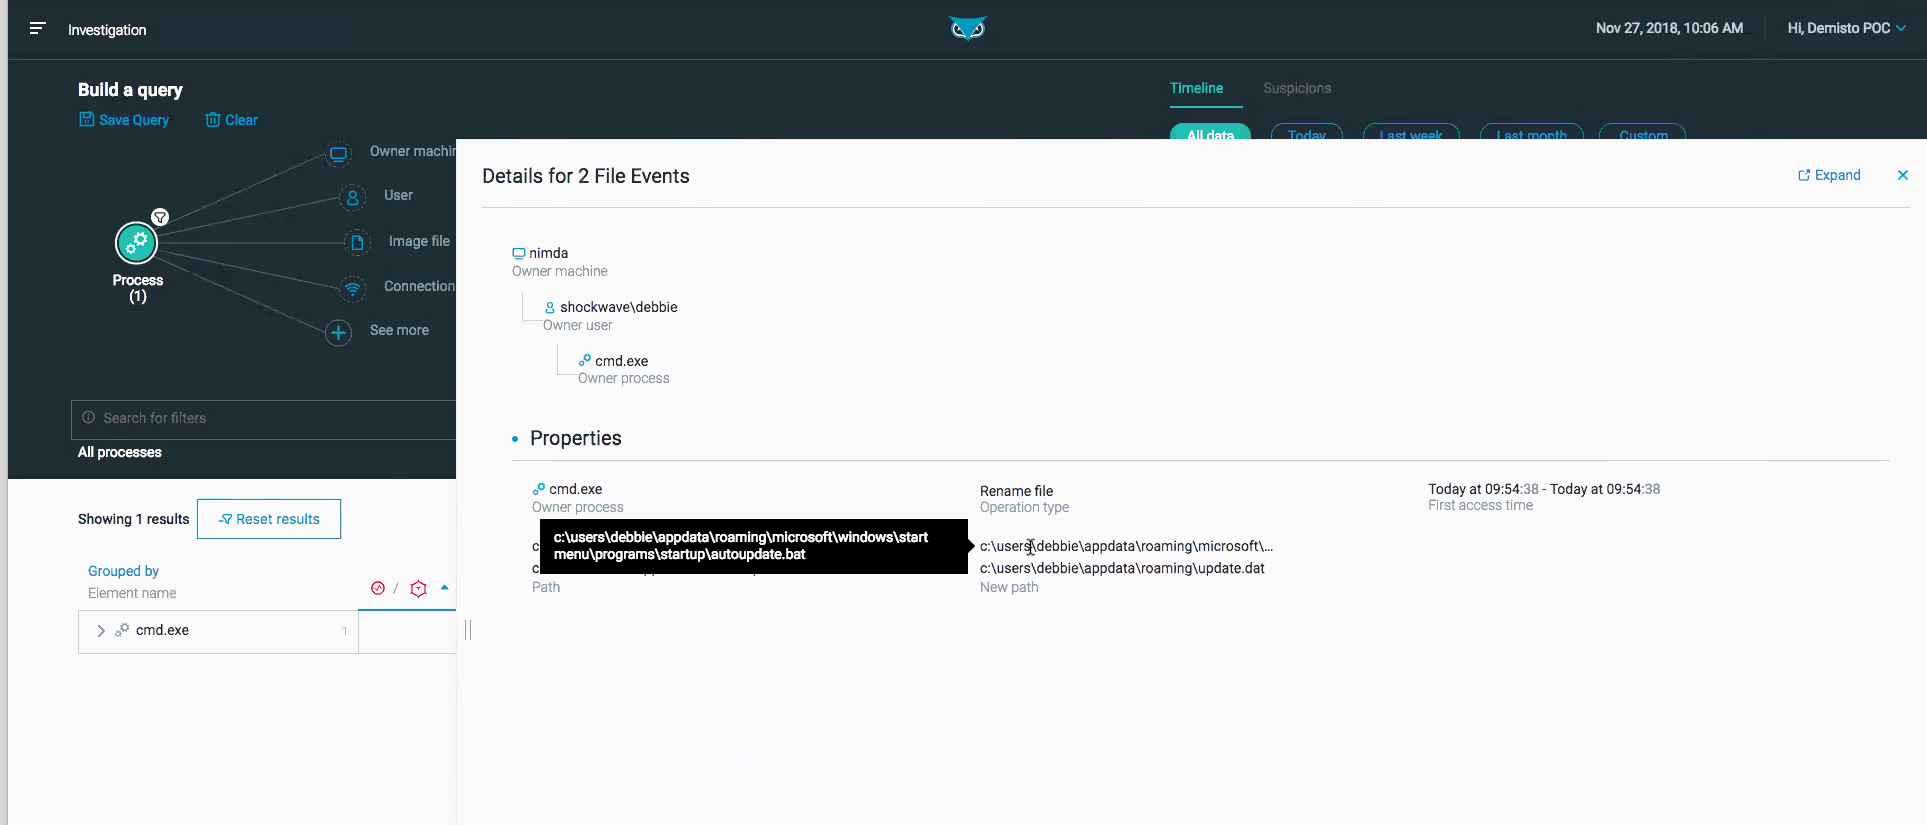 Investigation
Nov 27, 2018, 10:06 AM
Hi, Demisto POC
Build a query
Save Query
Clear
Timeline
Suspicions
All data
Today
Last week
Last month
Custom
Owner machin
User
Image file
Connection
See more
Process
(1)
Search for filters
All processes
Showing 1 results
Reset results
Grouped by
Element name
/
cmd.exe
1
Details for 2 File Events
Expand
nimda
Owner machine
shockwave\debbie
Owner user
cmd.exe
Owner process
Properties
cmd.exe
Owner process
Rename file
Operation type
Today at 09:54:38 - Today at 09:54:38
First access time
c:\users\debbie\appdata\roaming\microsoft\windows\start
menu\programs\startup\autoupdate.bat
c:\users\debbie\appdata\roaming\microsoft\...
c:\users\debbie\appdata\roaming\update.dat
Path
New path